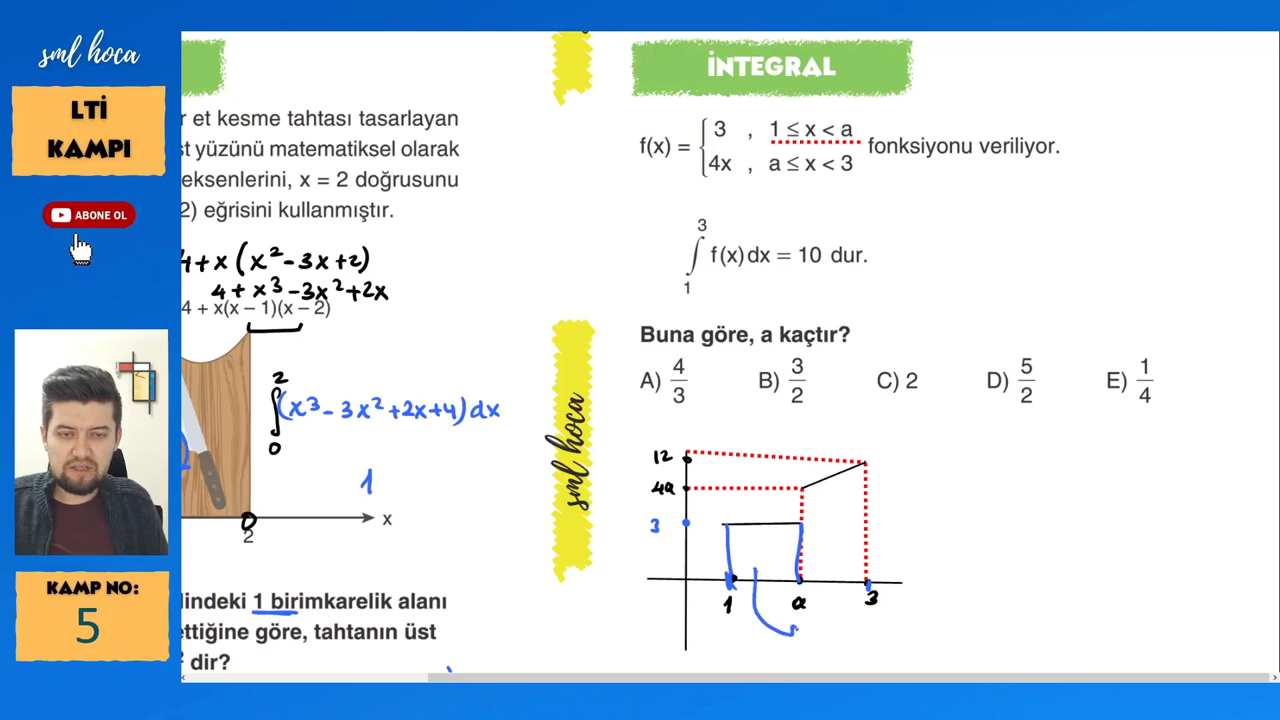 sml hoca
LTİ
KAMPI
ABONE OL
KAMP NO:
5
et kesme tahtası tasarlayan
st yüzünü matematiksel olarak
eksenlerini, x = 2 doğrusunu
2) eğrisini kullanmıştır.
4+x(x²-3x+2)
4+x³-3x²+2x
4 + x(x – 1)(x – 2)
2
∫(x³-3x²+2x+4)dx
0
1
x
2
lindeki 1 birimkarelik alanı
ettiğine göre, tahtanın üst
² dir?
sml hoca
İNTEGRAL
f(x) = { 3 , 1 ≤ x < a
4x , a ≤ x < 3 fonksiyonu veriliyor.
3
∫ f(x) dx = 10 dur.
1
Buna göre, a kaçtır?
A) 4/3 B) 3/2 C) 2 D) 5/2 E) 1/4
12
4a
3
1 a 3